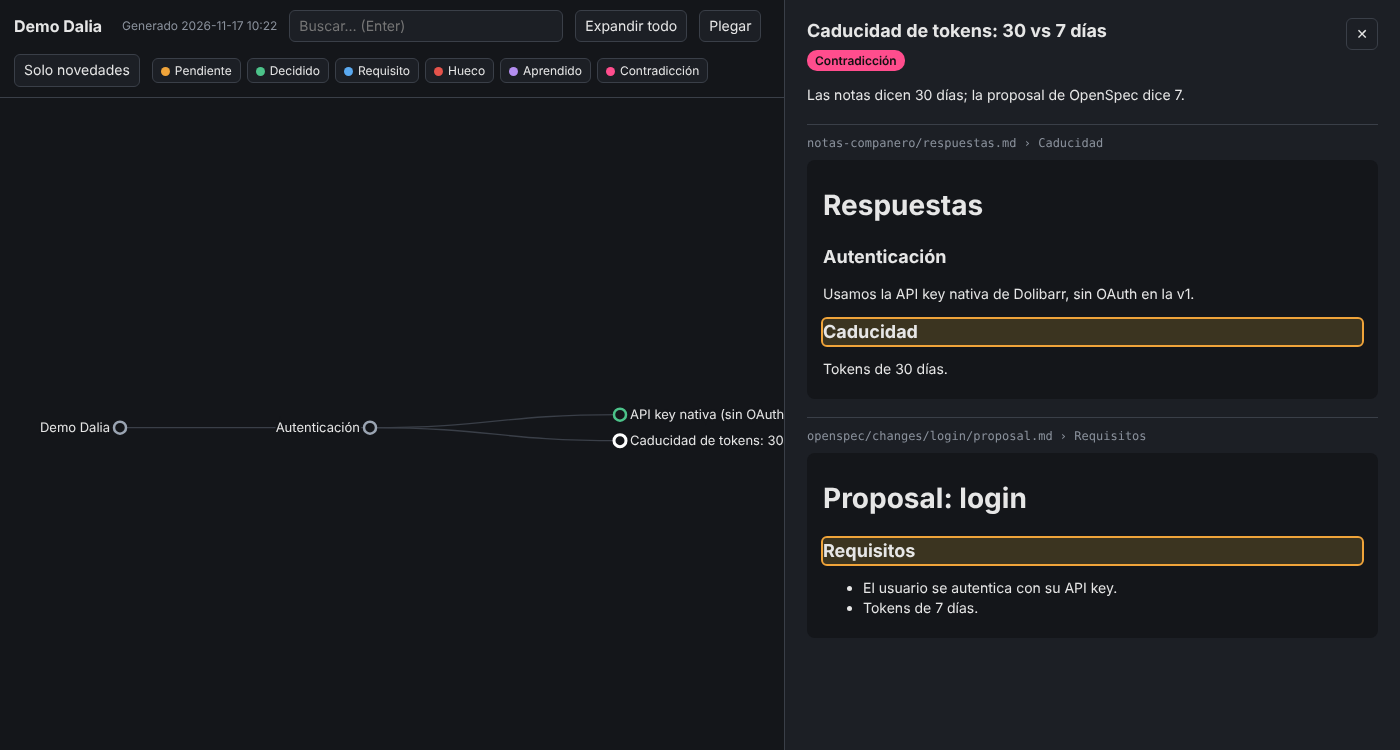 Demo Dalia
Generado 2026-11-17 10:22
Buscar... (Enter)
Expandir todo
Plegar
Solo novedades
Pendiente
Decidido
Requisito
Hueco
Aprendido
Contradicción
Demo Dalia
Autenticación
API key nativa (sin OAuth
Caducidad de tokens: 30
Caducidad de tokens: 30 vs 7 días
✕
Contradicción
Las notas dicen 30 días; la proposal de OpenSpec dice 7.
notas-companero/respuestas.md › Caducidad
Respuestas
Autenticación
Usamos la API key nativa de Dolibarr, sin OAuth en la v1.
Caducidad
Tokens de 30 días.
openspec/changes/login/proposal.md › Requisitos
Proposal: login
Requisitos
• El usuario se autentica con su API key.
• Tokens de 7 días.